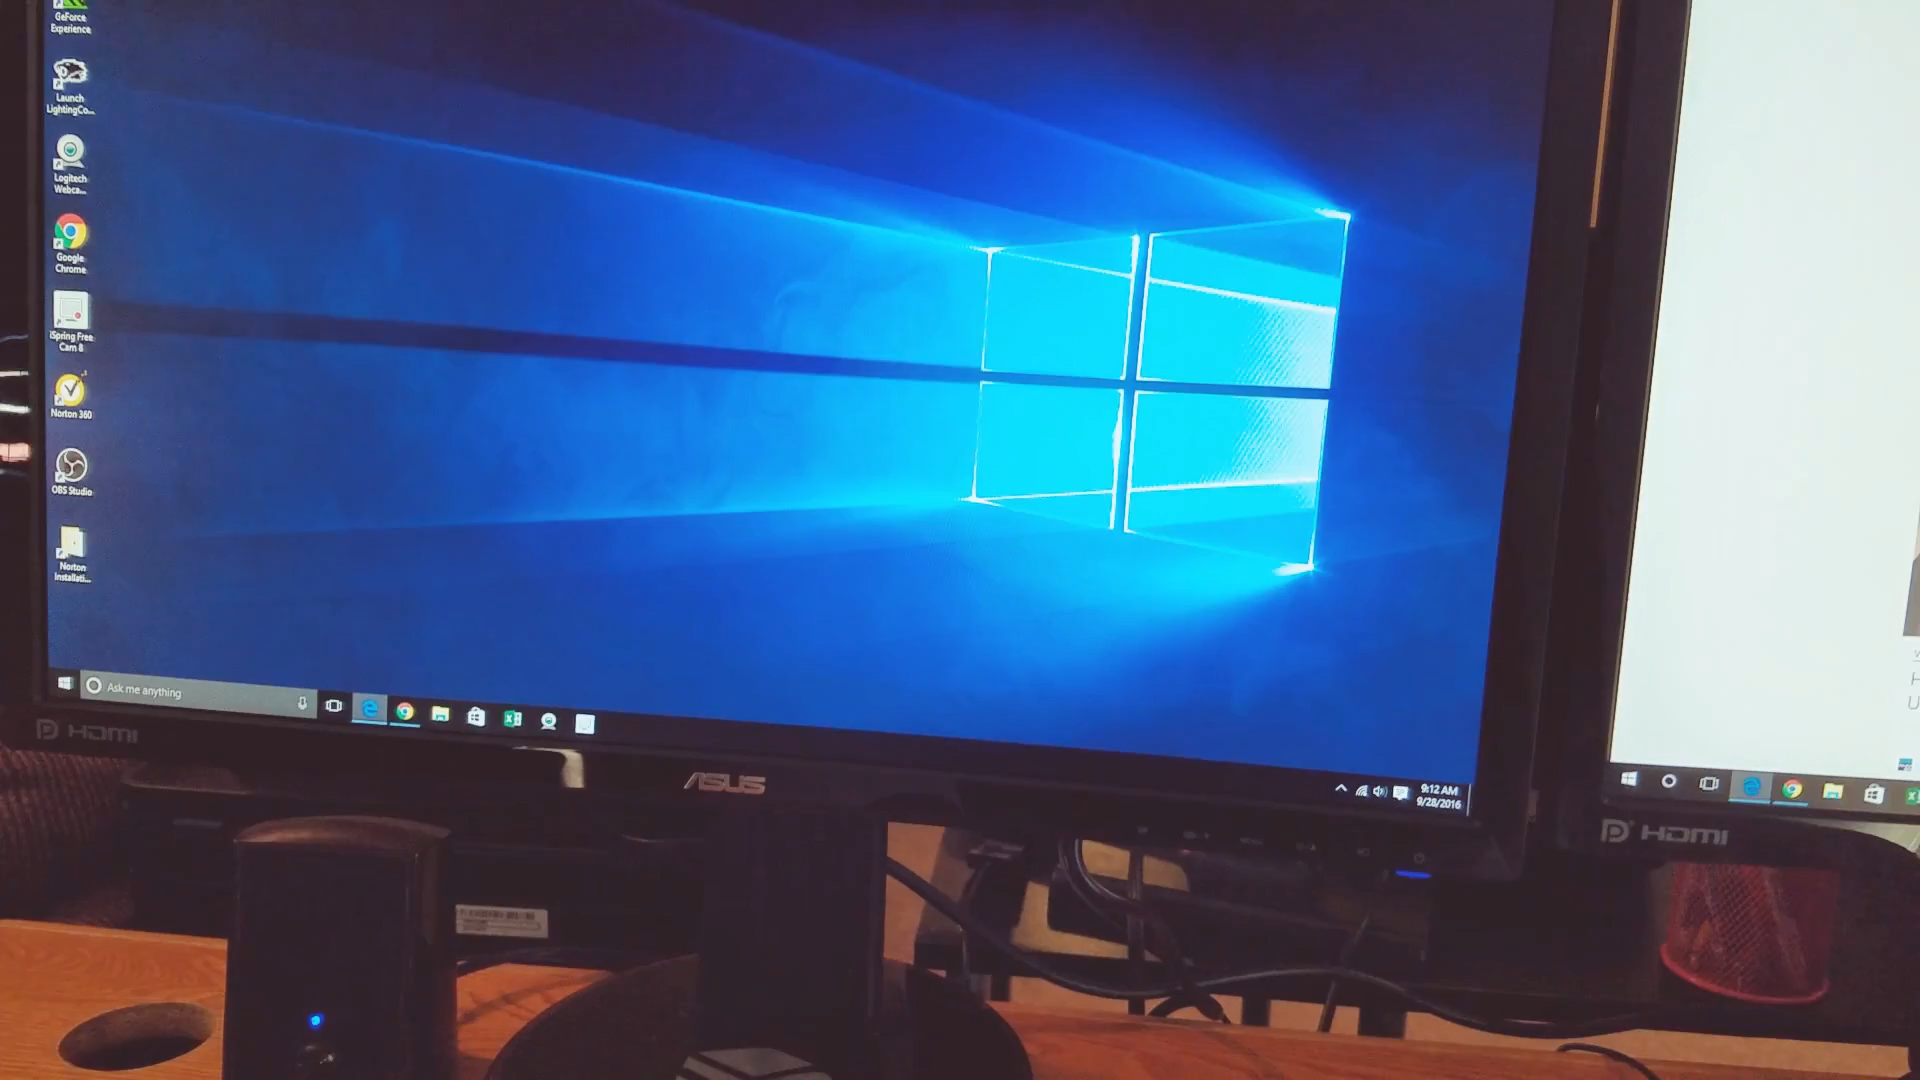 GeForce
Experience
Launch
LightingCo...
Logitech
Webca...
Google
Chrome
iSpring Free
Cam 8
Norton 360
OBS Studio
Norton
Installati...
Ask me anything
9:12 AM
9/28/2016
HDMI
ASUS
HDMI